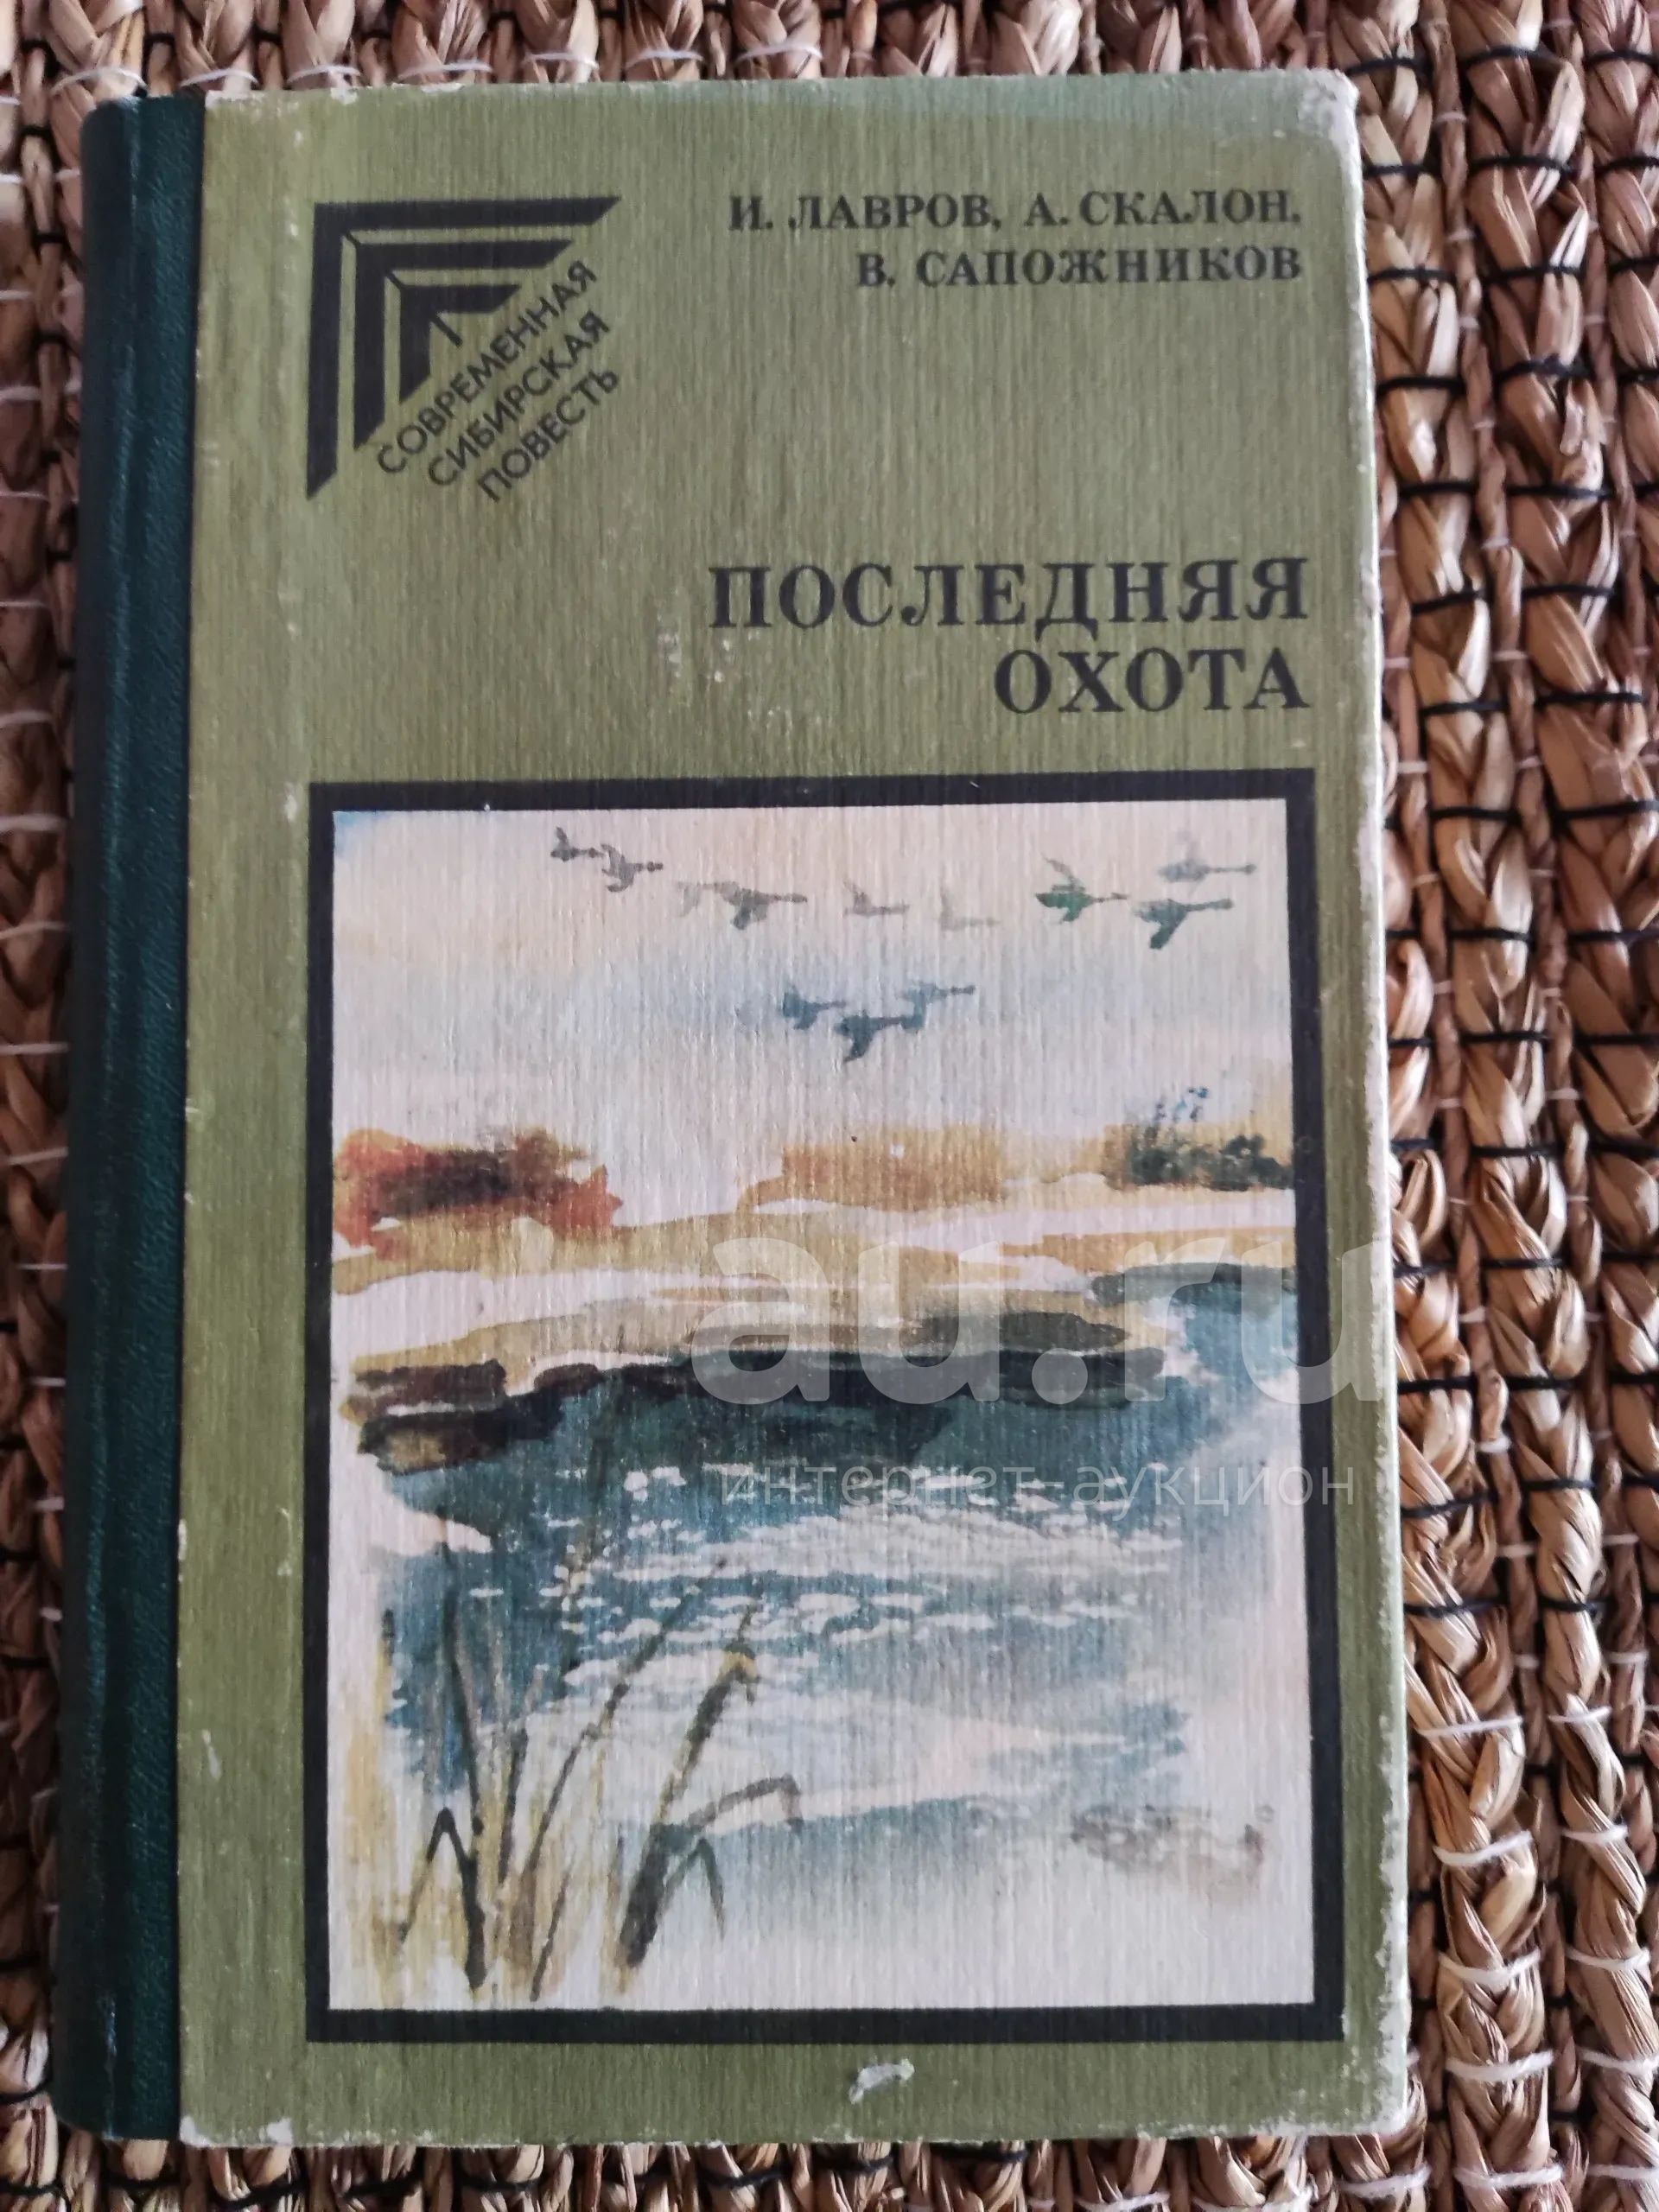 И. ЛАВРОВ, А. СКАЛОН,
В. САПОЖНИКОВ
СОВРЕМЕННАЯ
СИБИРСКАЯ
ПОВЕСТЬ
ПОСЛЕДНЯЯ
ОХОТА
au.ru
интернет-аукцион